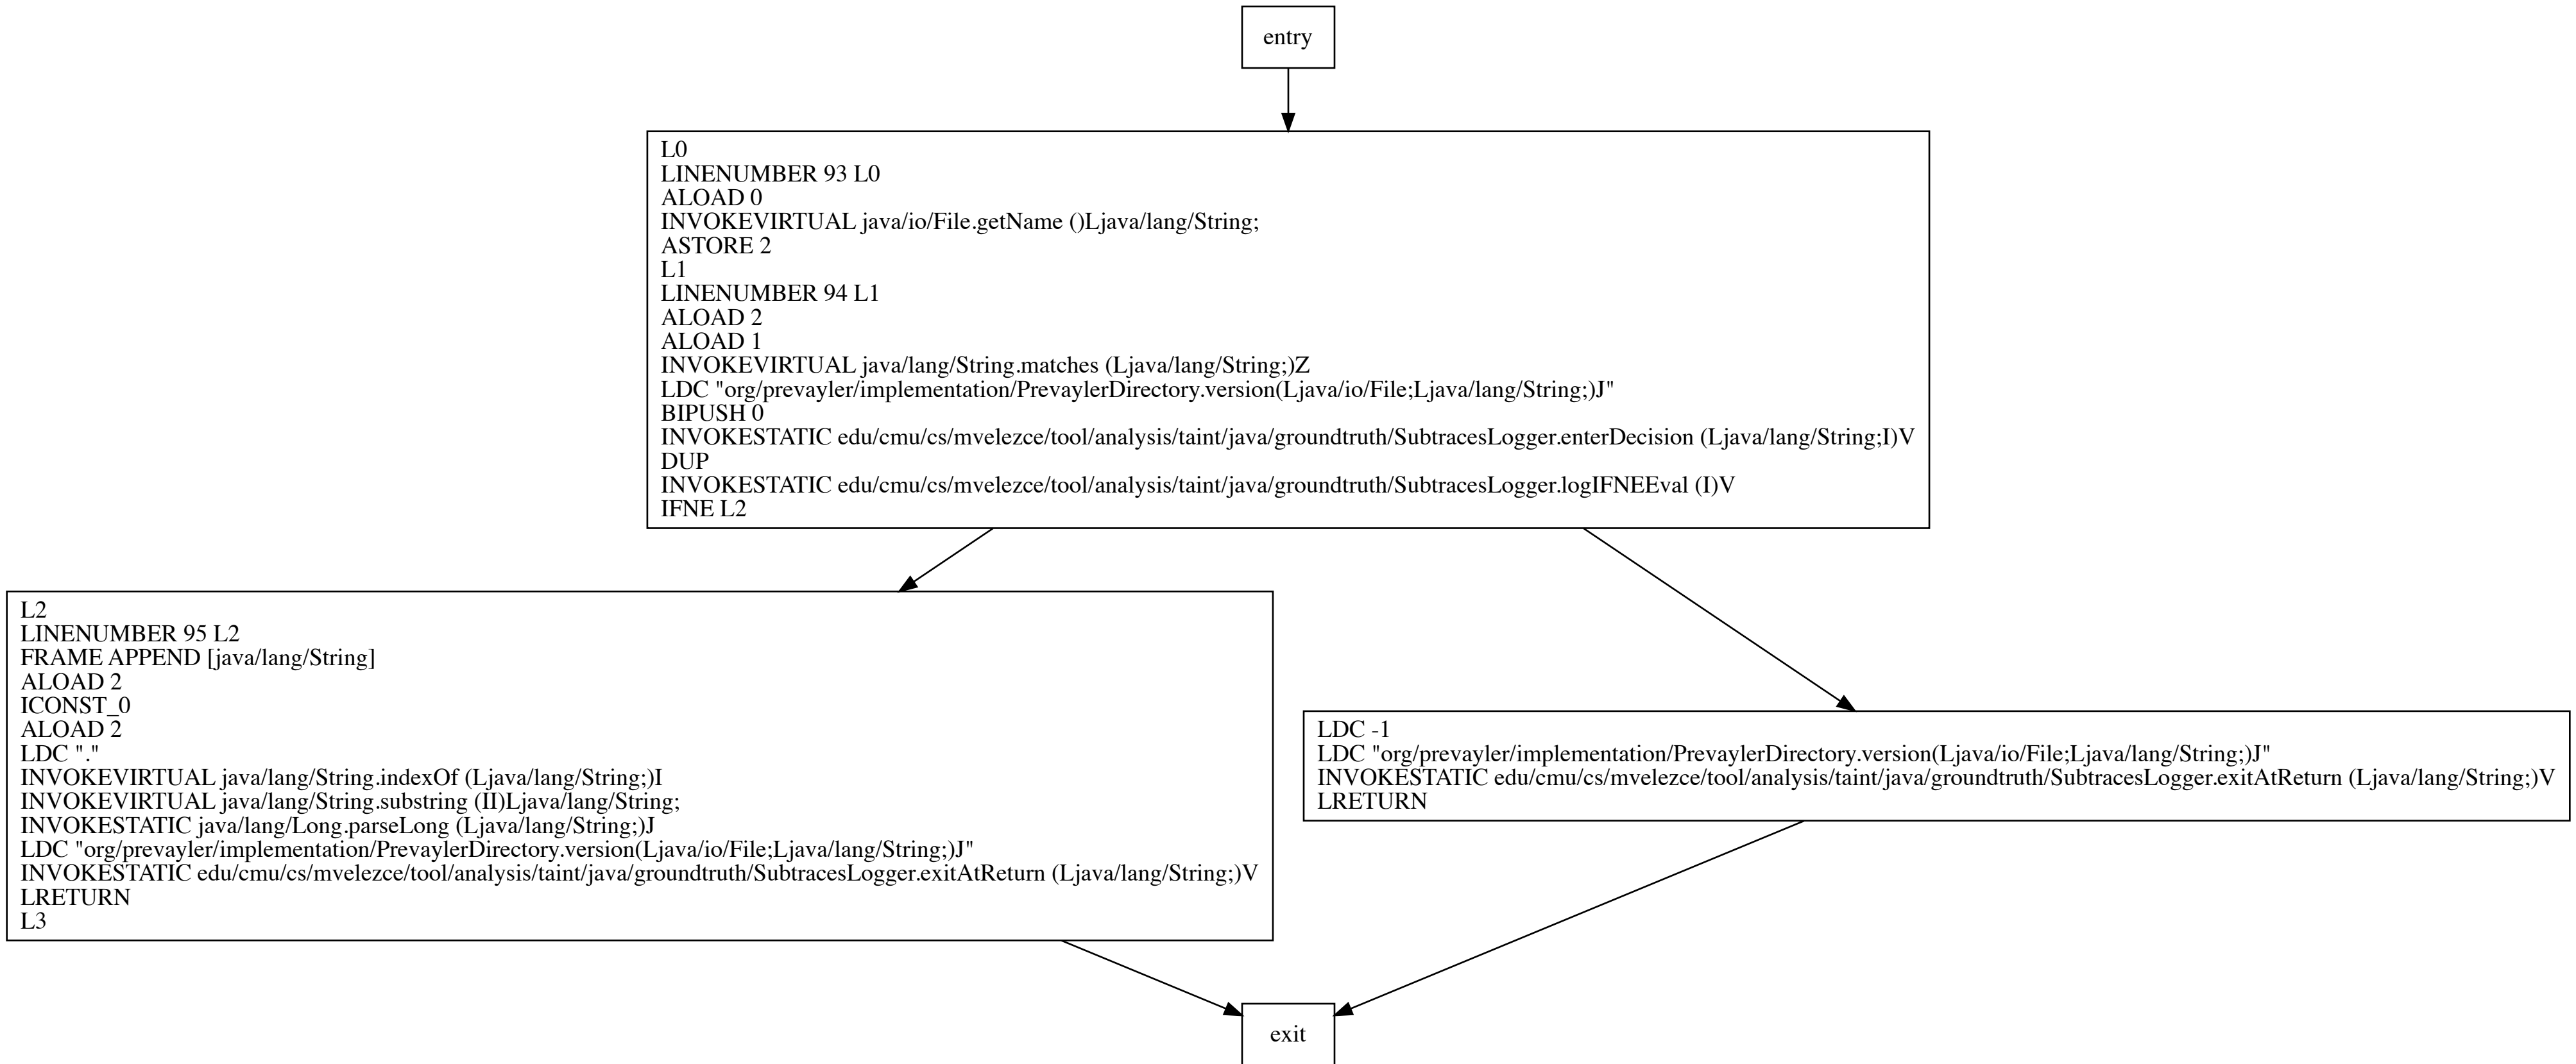 entry
L0
LINENUMBER 93 L0
ALOAD 0
INVOKEVIRTUAL java/io/File.getName ()Ljava/lang/String;
ASTORE 2
L1
LINENUMBER 94 L1
ALOAD 2
ALOAD 1
INVOKEVIRTUAL java/lang/String.matches (Ljava/lang/String;)Z
LDC "org/prevayler/implementation/PrevaylerDirectory.version(Ljava/io/File;Ljava/lang/String;)J"
BIPUSH 0
INVOKESTATIC edu/cmu/cs/mvelezce/tool/analysis/taint/java/groundtruth/SubtracesLogger.enterDecision (Ljava/lang/String;I)V
DUP
INVOKESTATIC edu/cmu/cs/mvelezce/tool/analysis/taint/java/groundtruth/SubtracesLogger.logIFNEEval (I)V
IFNE L2
L2
LINENUMBER 95 L2
FRAME APPEND [java/lang/String]
ALOAD 2
ICONST_0
ALOAD 2
LDC "."
INVOKEVIRTUAL java/lang/String.indexOf (Ljava/lang/String;)I
INVOKEVIRTUAL java/lang/String.substring (II)Ljava/lang/String;
INVOKESTATIC java/lang/Long.parseLong (Ljava/lang/String;)J
LDC "org/prevayler/implementation/PrevaylerDirectory.version(Ljava/io/File;Ljava/lang/String;)J"
INVOKESTATIC edu/cmu/cs/mvelezce/tool/analysis/taint/java/groundtruth/SubtracesLogger.exitAtReturn (Ljava/lang/String;)V
LRETURN
L3
LDC -1
LDC "org/prevayler/implementation/PrevaylerDirectory.version(Ljava/io/File;Ljava/lang/String;)J"
INVOKESTATIC edu/cmu/cs/mvelezce/tool/analysis/taint/java/groundtruth/SubtracesLogger.exitAtReturn (Ljava/lang/String;)V
LRETURN
exit